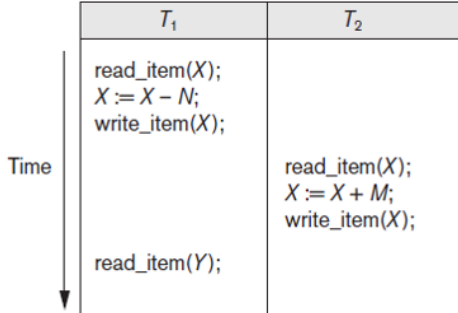 T1 T2
read_item(X);
X := X – N;
write_item(X);
Time
read_item(X);
X := X + M;
write_item(X);
read_item(Y);